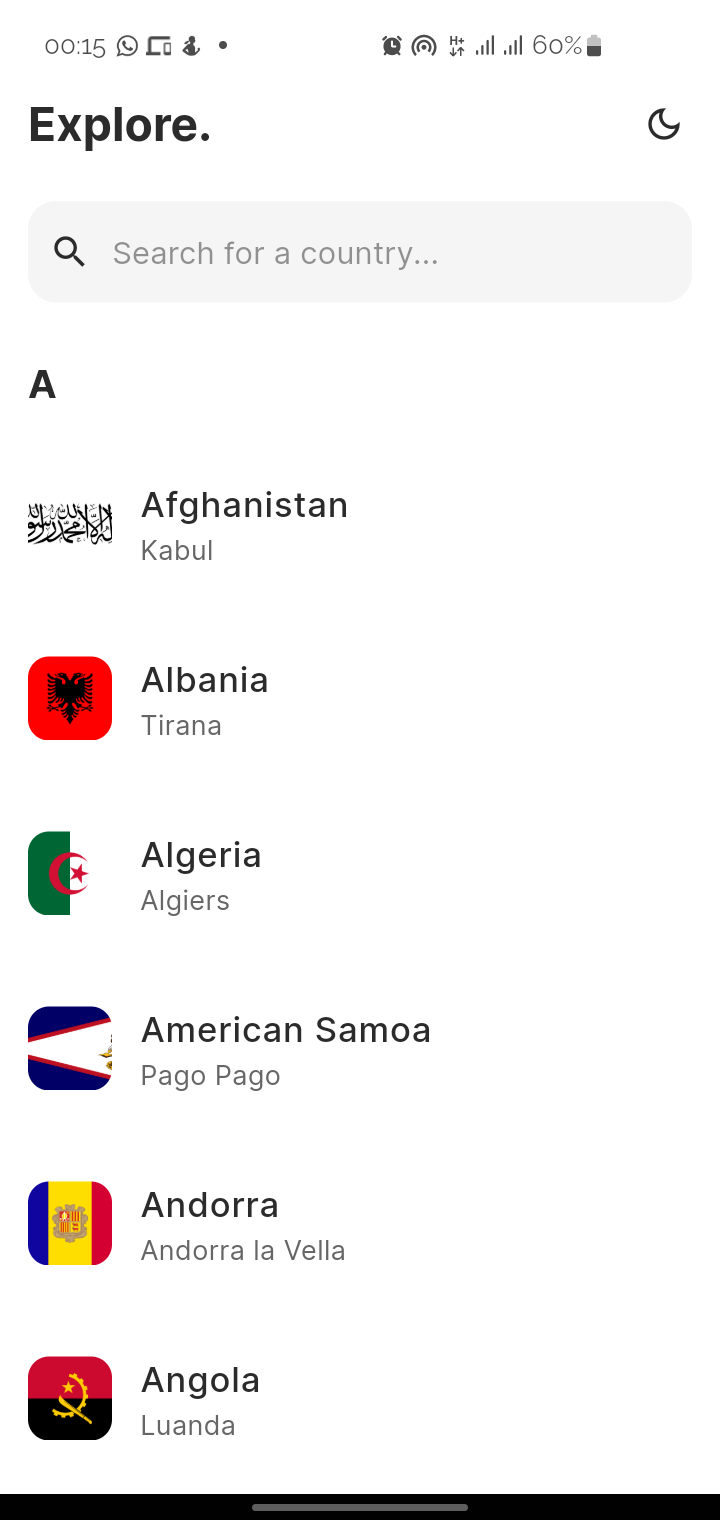 00:15
H+
60%
Explore.
Search for a country...
A
Afghanistan
Kabul
Albania
Tirana
Algeria
Algiers
American Samoa
Pago Pago
Andorra
Andorra la Vella
Angola
Luanda